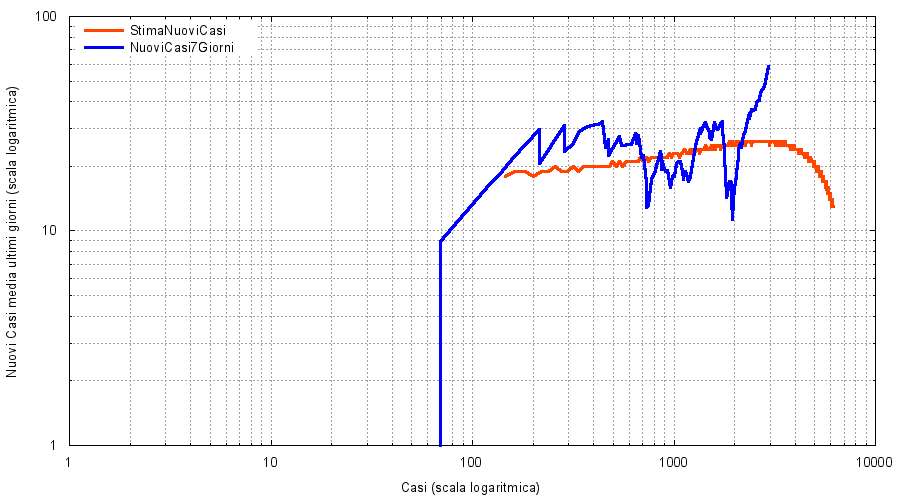 100
StimaNuoviCasi
NuoviCasi7Giorni
Nuovi Casi media ultimi giorni (scala logaritmica)
10
1
1 10 100 1000 10000
Casi (scala logaritmica)